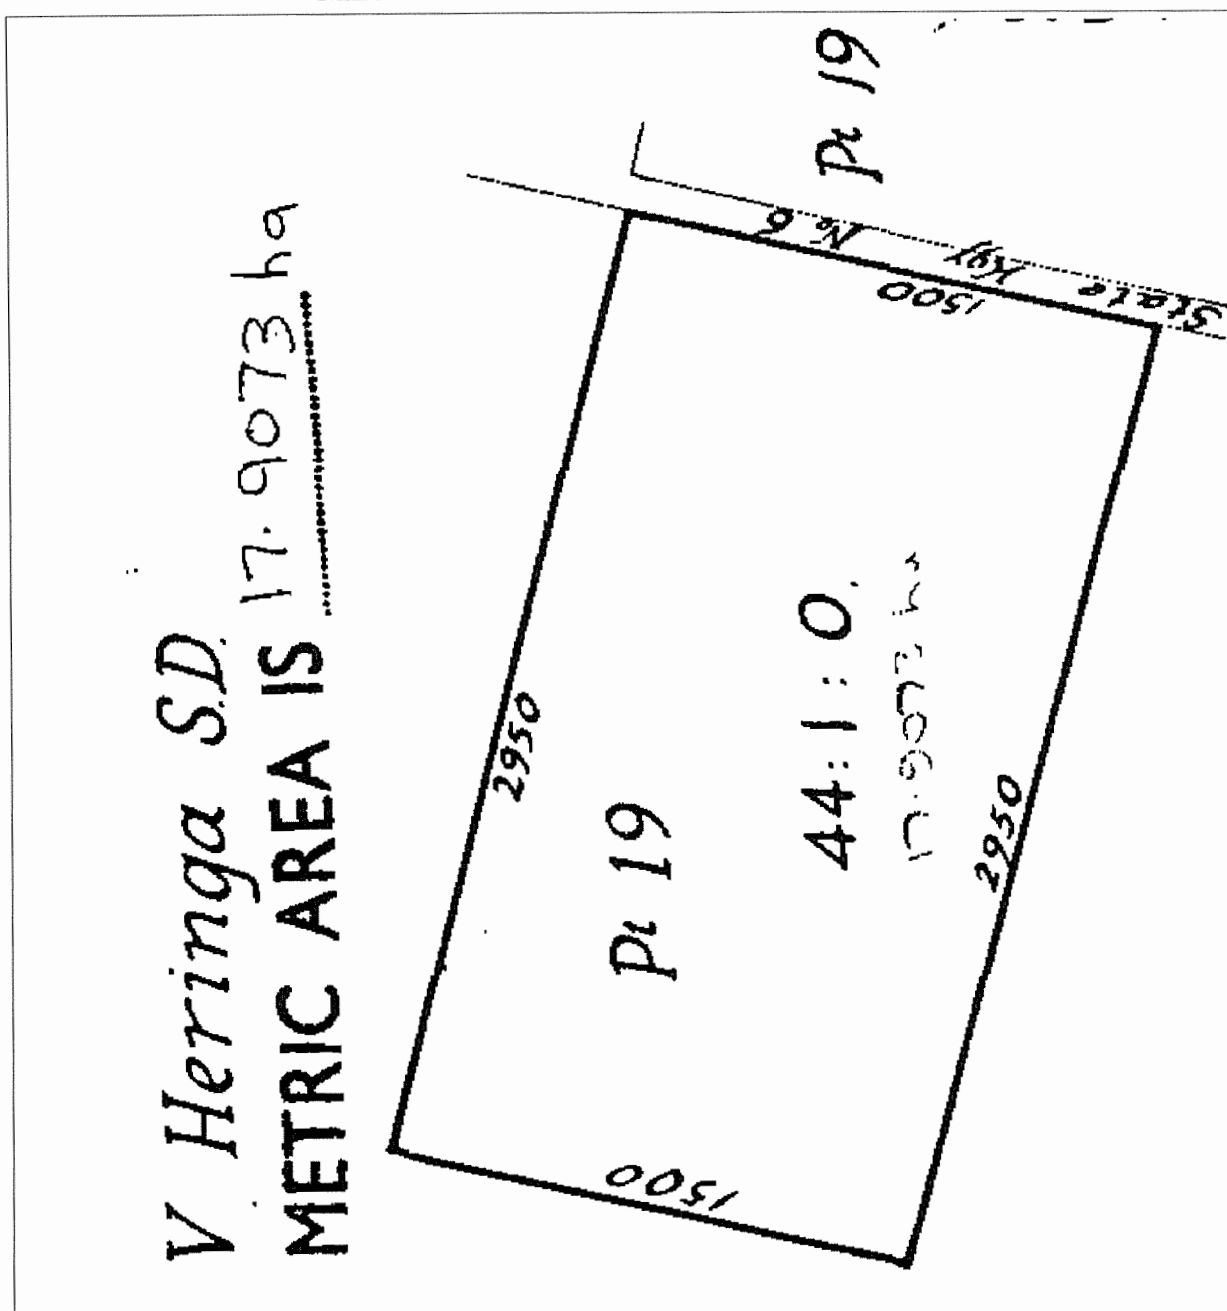 V Heringa S.D.
METRIC AREA IS 17.9073 ha
Pt 19
State Hgy No 6
1500
2950
Pt 19
44:1:0.
17.9073 ha
2950
1500